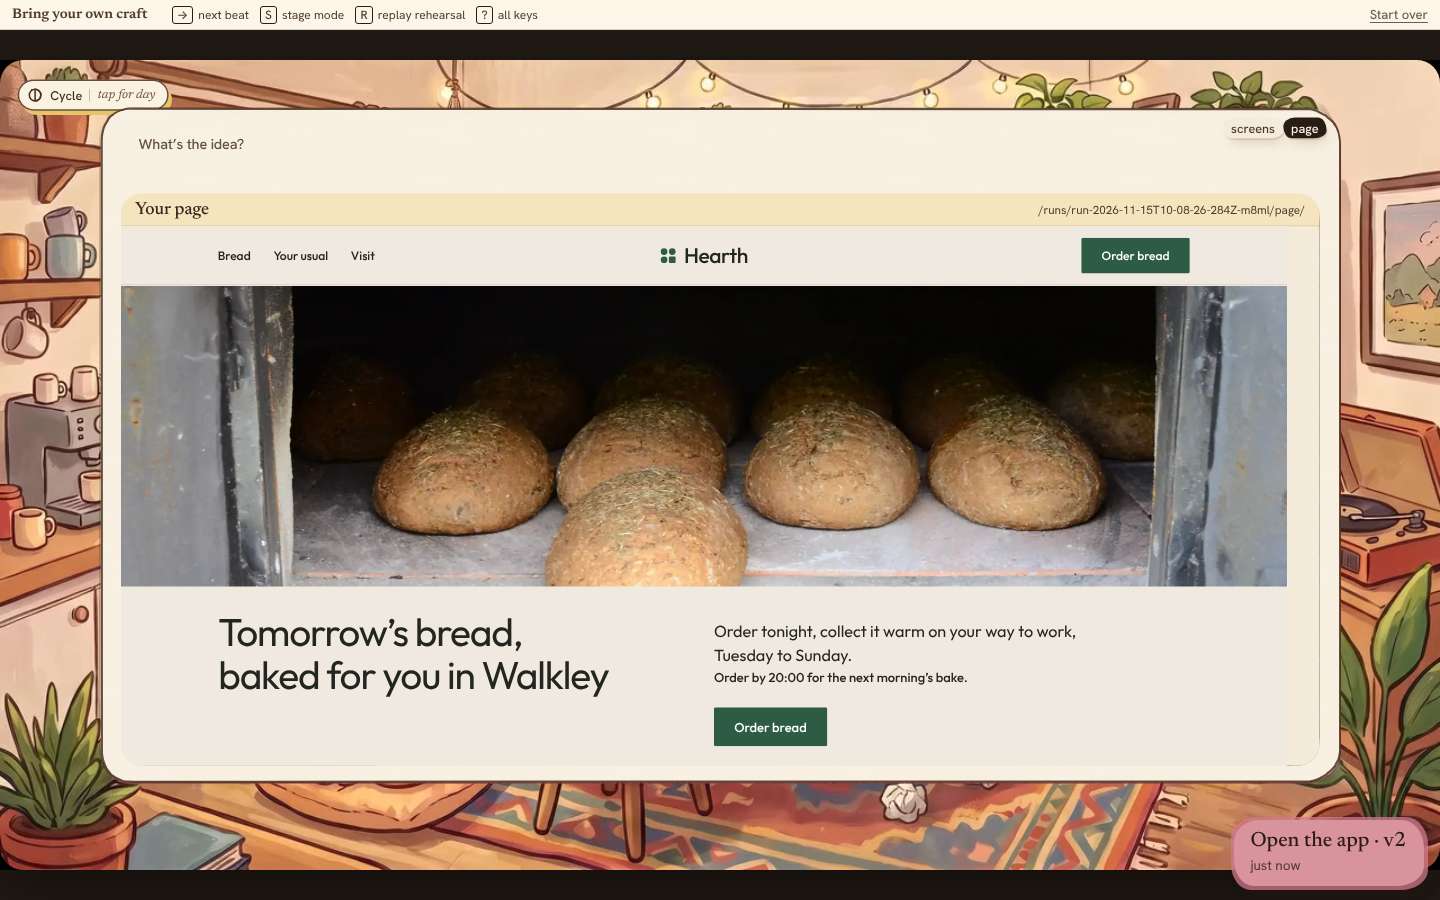 Bring your own craft
→ next beat S stage mode R replay rehearsal ? all keys
Start over
Cycle | tap for day
What's the idea?
screens page
Your page
/runs/run-2026-11-15T10-08-26-284Z-m8ml/page/
Bread Your usual Visit
Hearth
Order bread
Tomorrow's bread,
baked for you in Walkley
Order tonight, collect it warm on your way to work,
Tuesday to Sunday.
Order by 20:00 for the next morning's bake.
Order bread
Open the app · v2
just now